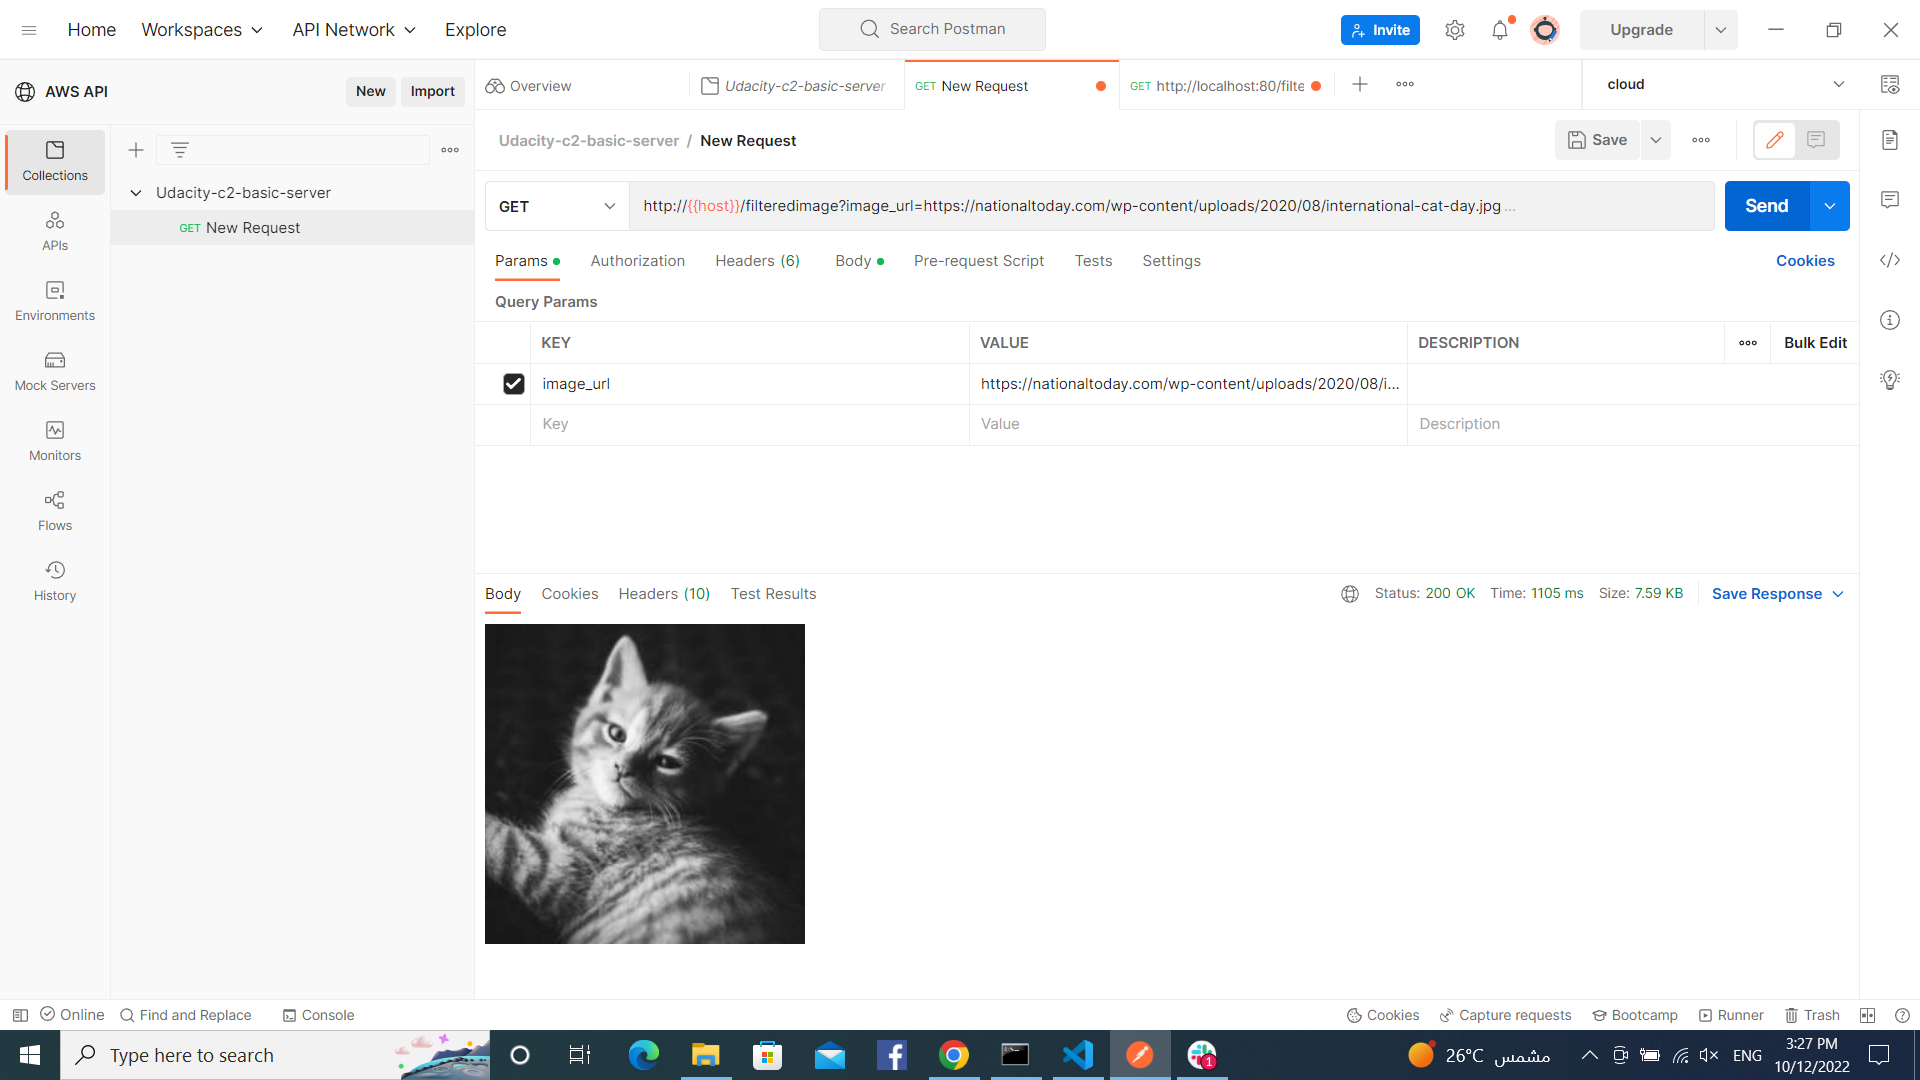 Home
Workspaces
API Network
Explore
Search Postman
Invite
Upgrade
AWS API
New
Import
Overview
Udacity-c2-basic-server
GET New Request
GET http://localhost:80/filte
cloud
Collections
APIs
Environments
Mock Servers
Monitors
Flows
History
Udacity-c2-basic-server
GET New Request
Udacity-c2-basic-server / New Request
Save
GET
http://{{host}}/filteredimage?image_url=https://nationaltoday.com/wp-content/uploads/2020/08/international-cat-day.jpg ...
Send
Params
Authorization
Headers (6)
Body
Pre-request Script
Tests
Settings
Cookies
Query Params
KEY
VALUE
DESCRIPTION
Bulk Edit
image_url
https://nationaltoday.com/wp-content/uploads/2020/08/i...
Key
Value
Description
Body
Cookies
Headers (10)
Test Results
Status: 200 OK
Time: 1105 ms
Size: 7.59 KB
Save Response
Online
Find and Replace
Console
Cookies
Capture requests
Bootcamp
Runner
Trash
Type here to search
1
26°C مشمس
ENG
3:27 PM
10/12/2022